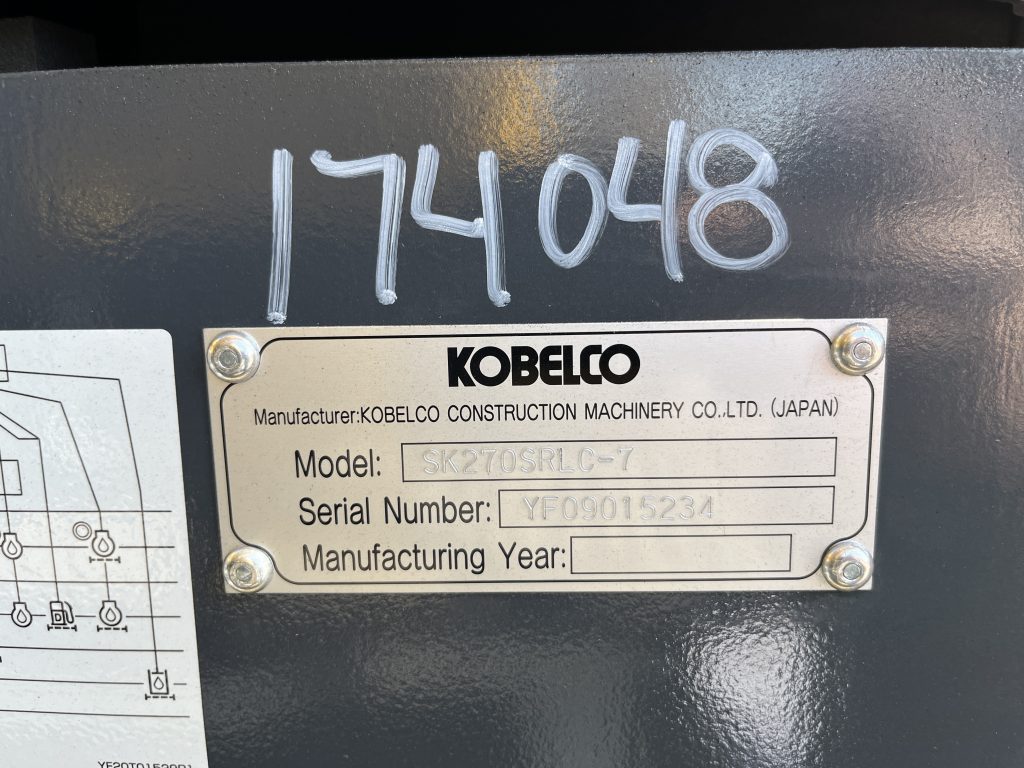 174048
KOBELCO
Manufacturer:KOBELCO CONSTRUCTION MACHINERY CO.,LTD. (JAPAN)
Model: SK270SRLC-7
Serial Number: YF09015234
Manufacturing Year: